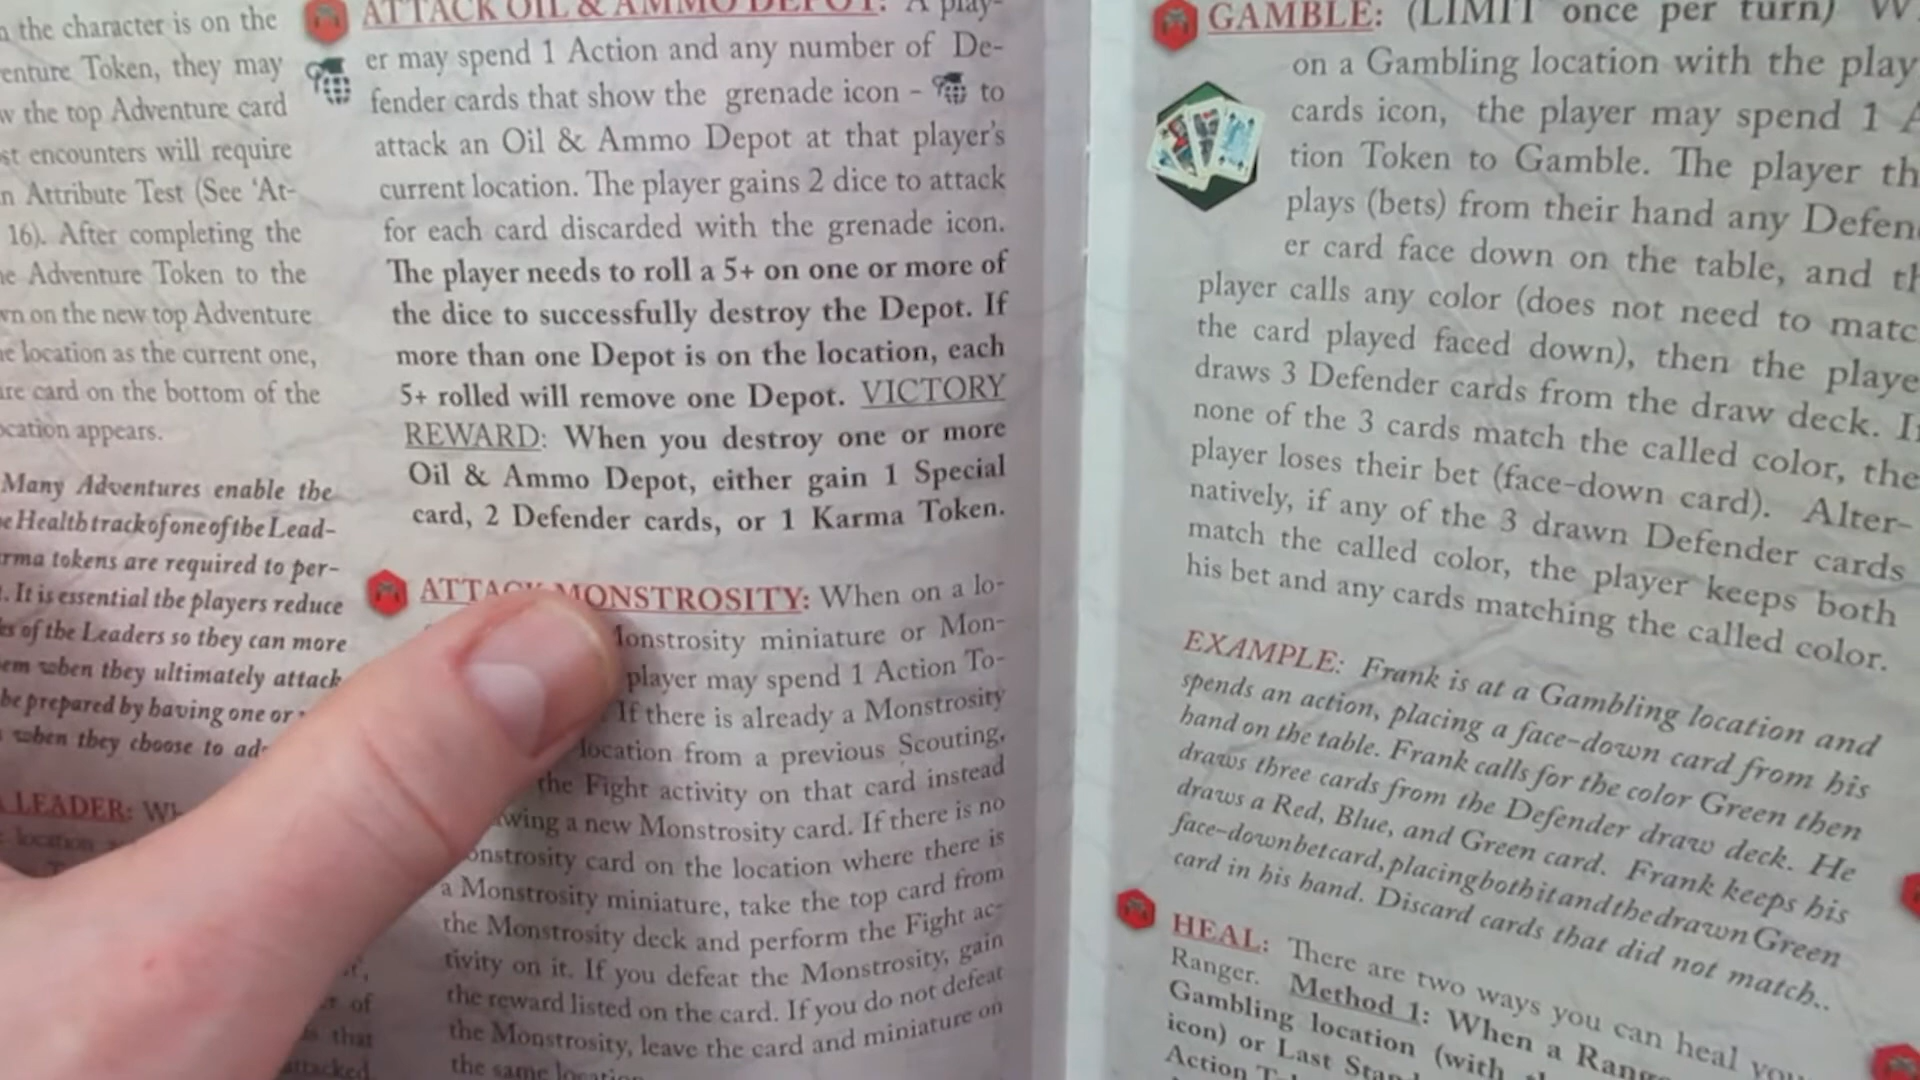 the character is on the
Token, they may
the top Adventure card
encounters will require
Attribute Test (See 'At-
16). After completing the
Adventure Token to the
on the new top Adventure
location as the current one,
card on the bottom of the
appears.
Many Adventures enable the
Health track of one of the Lead-
tokens are required to per-
. It is essential the players reduce
of the Leaders so they can more
when they ultimately attack
be prepared by having one or
when they choose to
LEADER:
location
of
that
attacked
ATTACK OIL & AMMO DEPOT: A play-
er may spend 1 Action and any number of De-
fender cards that show the grenade icon - to
attack an Oil & Ammo Depot at that player's
current location. The player gains 2 dice to attack
for each card discarded with the grenade icon.
The player needs to roll a 5+ on one or more of
the dice to successfully destroy the Depot. If
more than one Depot is on the location, each
5+ rolled will remove one Depot. VICTORY
REWARD: When you destroy one or more
Oil & Ammo Depot, either gain 1 Special
card, 2 Defender cards, or 1 Karma Token.
ATTACK MONSTROSITY: When on a lo-
Monstrosity miniature or Mon-
player may spend 1 Action To-
If there is already a Monstrosity
location from a previous Scouting,
the Fight activity on that card instead
a new Monstrosity card. If there is no
Monstrosity card on the location where there is
a Monstrosity miniature, take the top card from
the Monstrosity deck and perform the Fight ac-
tivity on it. If you defeat the Monstrosity, gain
the reward listed on the card. If you do not defeat
the Monstrosity, leave the card and miniature on
the same location
GAMBLE: (LIMIT once per turn)
on a Gambling location with the play
cards icon, the player may spend 1 A
tion Token to Gamble. The player th
plays (bets) from their hand any Defen
er card face down on the table, and th
player calls any color (does not need to matc
the card played faced down), then the playe
draws 3 Defender cards from the draw deck. I
none of the 3 cards match the called color, the
player loses their bet (face-down card). Alter-
natively, if any of the 3 drawn Defender cards
match the called color, the player keeps both
his bet and any cards matching the called color.
EXAMPLE: Frank is at a Gambling location and
spends an action, placing a face-down card from his
hand on the table. Frank calls for the color Green then
draws three cards from the Defender draw deck. He
draws a Red, Blue, and Green card. Frank keeps his
face-down bet card, placing both it and the drawn Green
card in his hand. Discard cards that did not match..
HEAL: There are two ways you can heal
Ranger. Method 1: When a
Gambling location (with
icon) or Last
Action